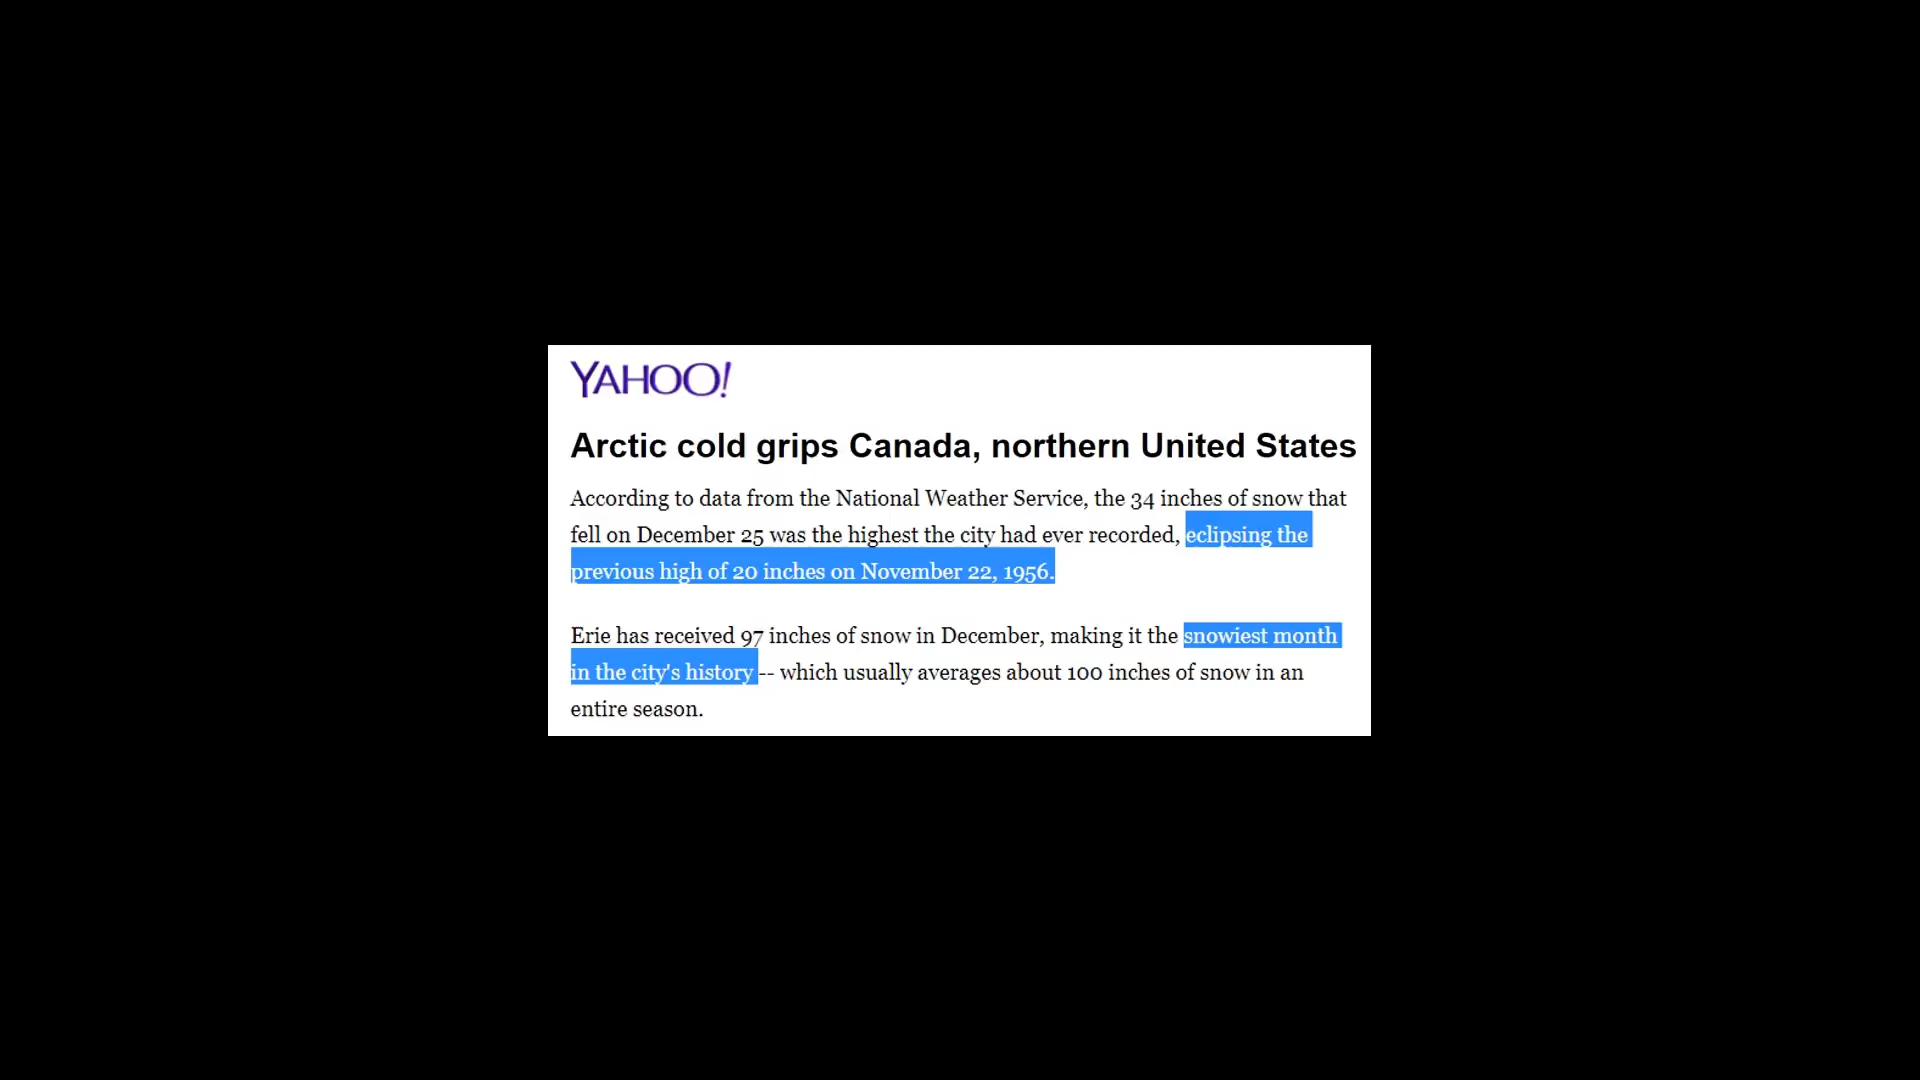 YAHOO!
Arctic cold grips Canada, northern United States
According to data from the National Weather Service, the 34 inches of snow that
fell on December 25 was the highest the city had ever recorded, eclipsing the
previous high of 20 inches on November 22, 1956.
Erie has received 97 inches of snow in December, making it the snowiest month
in the city's history -- which usually averages about 100 inches of snow in an
entire season.